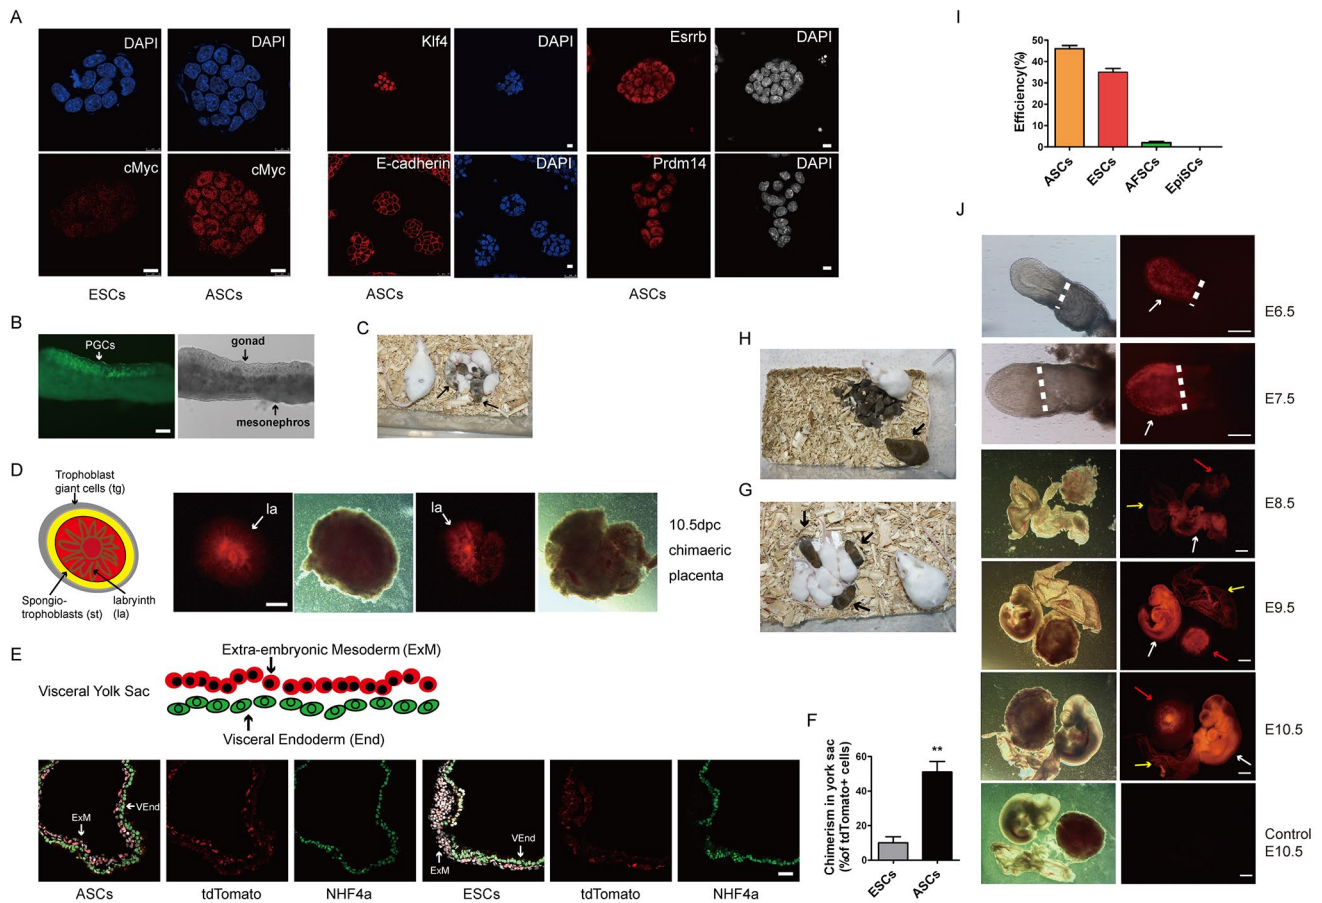 A
DAPI
DAPI
cMyc
cMyc
ESCs
ASCs
Klf4
DAPI
Esrrb
DAPI
E-cadherin
DAPI
Prdm14
DAPI
ASCs
ASCs
B
PGCs
gonad
mesonephros
C
D
Trophoblast
giant cells (tg)
Spongio-
trophoblasts (st)
labyrinth
(la)
la
la
10.5dpc
chimaeric
placenta
E
Extra-embryonic Mesoderm (ExM)
Visceral Yolk Sac
Visceral Endoderm (End)
ExM
VEnd
ExM
VEnd
ASCs
tdTomato
NHF4a
ESCs
tdTomato
NHF4a
F
Chimerism in york sac
(%of tdTomato+ cells)
60
40
20
0
**
ESCs
ASCs
H
G
I
Efficiency(%)
50
40
30
20
10
0
ASCs
ESCs
AFSCs
EpiSCs
J
E6.5
E7.5
E8.5
E9.5
E10.5
Control
E10.5